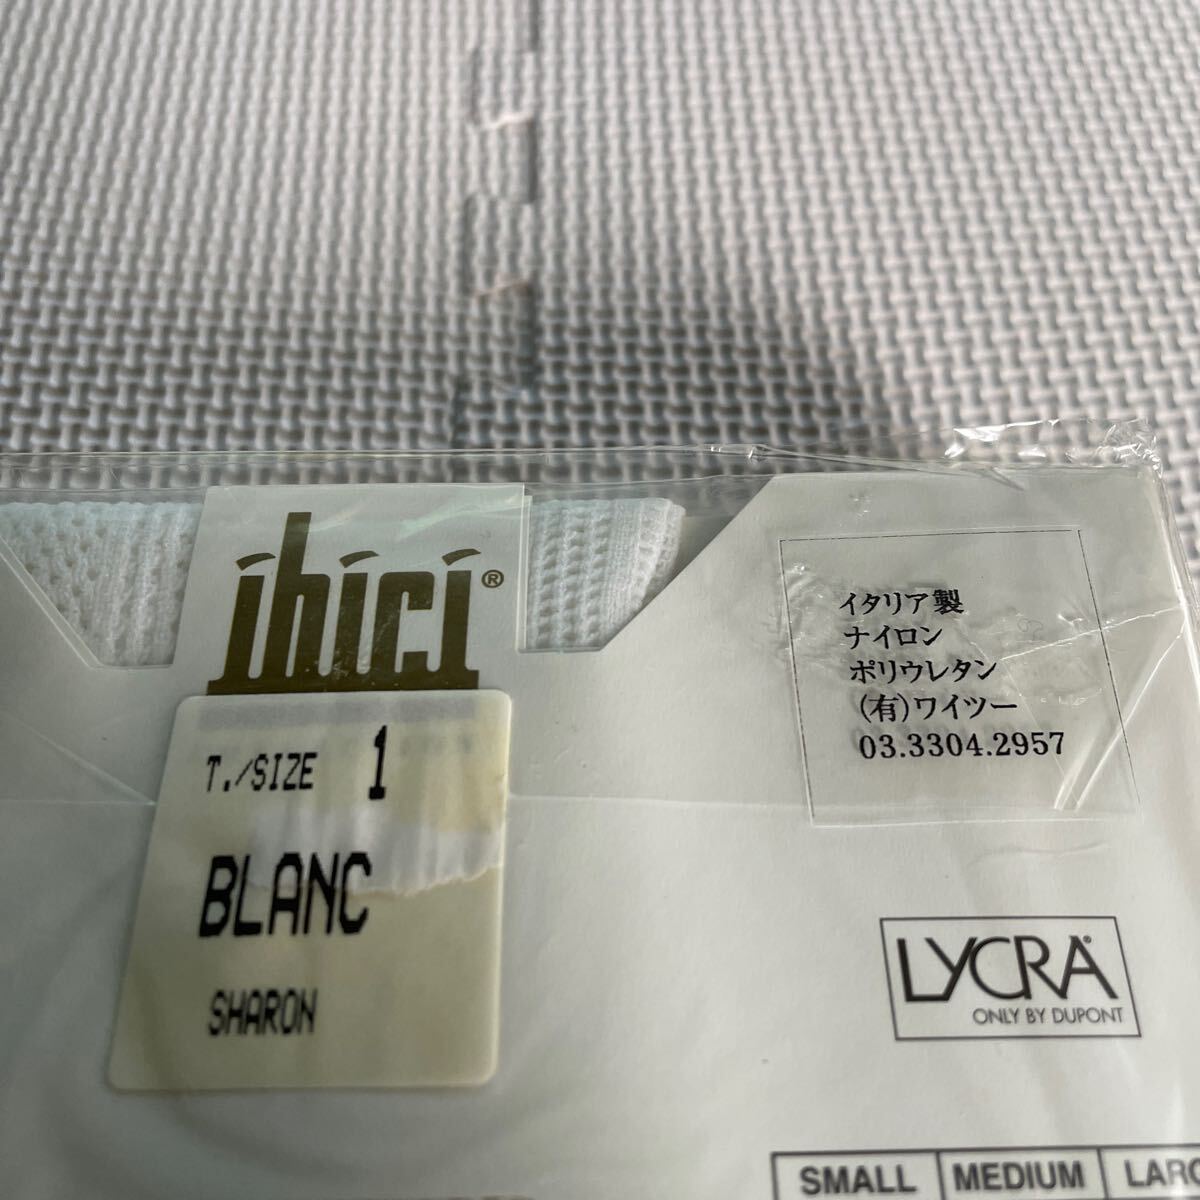 ihici®
T./SIZE 1
BLANC
SHARON
イタリア製
ナイロン
ポリウレタン
(有)ワイツー
03.3304.2957
LYCRA®
ONLY BY DUPONT
SMALL MEDIUM